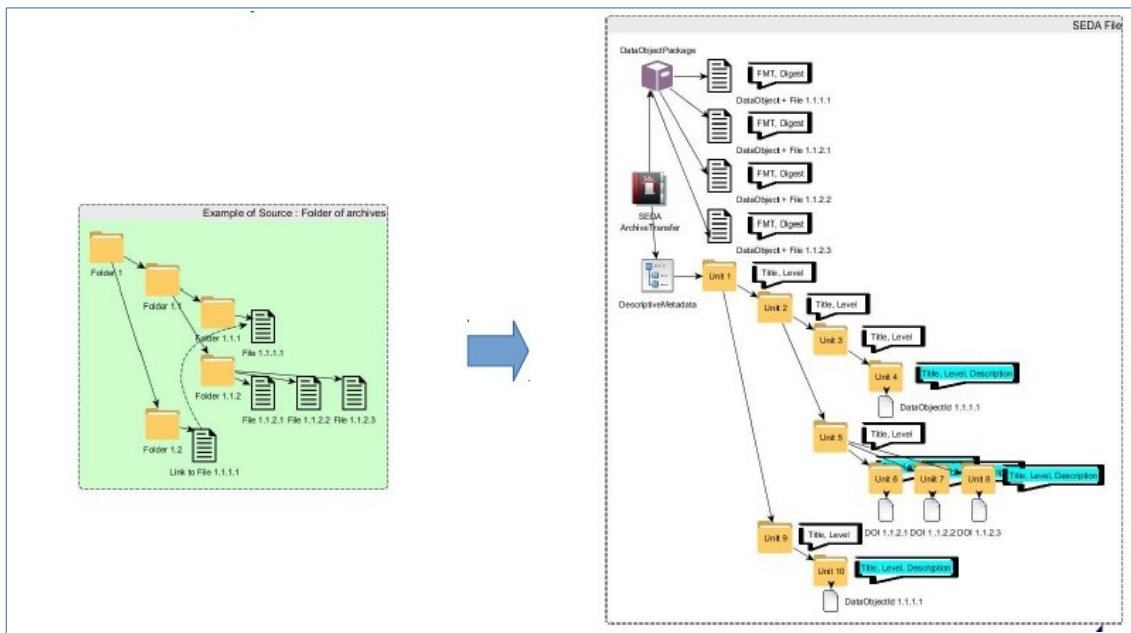 SEDA File
DataObjectPackage
FMT, Digest
DataObject + File 1.1.1.1
FMT, Digest
DataObject + File 1.1.2.1
FMT, Digest
DataObject + File 1.1.2.2
SEDA
ArchiveTransfer
FMT, Digest
DataObject + File 1.1.2.3
DescriptiveMetadata
Unit 1
Title, Level
Unit 2
Title, Level
Unit 3
Title, Level
Unit 4
Title, Level, Description
DataObjectId 1.1.1.1
Unit 5
Title, Level
Unit 6
Unit 7
Unit 8
Title, Level, Description
DOI 1.1.2.1
DOI 1.1.2.2
DOI 1.1.2.3
Unit 9
Title, Level
Unit 10
Title, Level, Description
DataObjectId 1.1.1.1
Example of Source : Folder of archives
Folder 1
Folder 1.1
Folder 1.1.1
File 1.1.1.1
Folder 1.1.2
File 1.1.2.1
File 1.1.2.2
File 1.1.2.3
Folder 1.2
Link to File 1.1.1.1